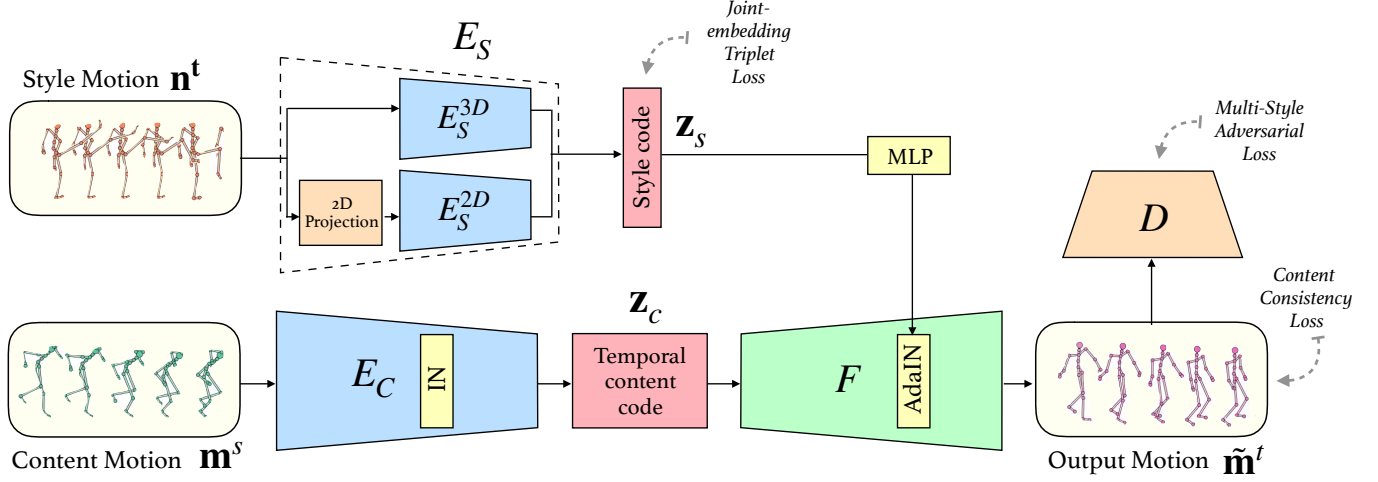 Style Motion n^t
E_S
E_S^{3D}
2D
Projection
E_S^{2D}
Style code
z_s
Joint-
embedding
Triplet
Loss
MLP
Multi-Style
Adversarial
Loss
D
Content
Consistency
Loss
Content Motion m^s
E_C
IN
z_c
Temporal
content
code
F
AdaIN
Output Motion m̃^t